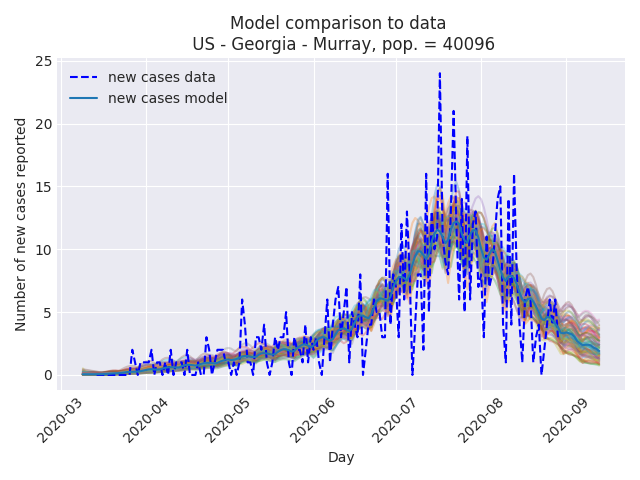 Model comparison to data
US - Georgia - Murray, pop. = 40096
new cases data
new cases model
Number of new cases reported
25
20
15
10
5
0
2020-03
2020-04
2020-05
2020-06
2020-07
2020-08
2020-09
Day